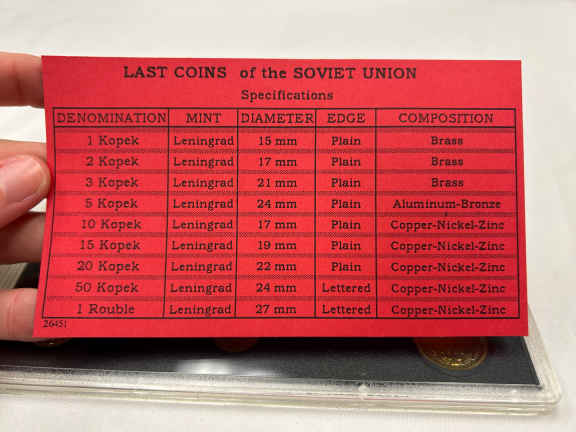 LAST COINS of the SOVIET UNION
Specifications
DENOMINATION MINT DIAMETER EDGE COMPOSITION
1 Kopek Leningrad 15 mm Plain Brass
2 Kopek Leningrad 17 mm Plain Brass
3 Kopek Leningrad 21 mm Plain Brass
5 Kopek Leningrad 24 mm Plain Aluminum-Bronze
10 Kopek Leningrad 17 mm Plain Copper-Nickel-Zinc
15 Kopek Leningrad 19 mm Plain Copper-Nickel-Zinc
20 Kopek Leningrad 22 mm Plain Copper-Nickel-Zinc
50 Kopek Leningrad 24 mm Lettered Copper-Nickel-Zinc
1 Rouble Leningrad 27 mm Lettered Copper-Nickel-Zinc
26451